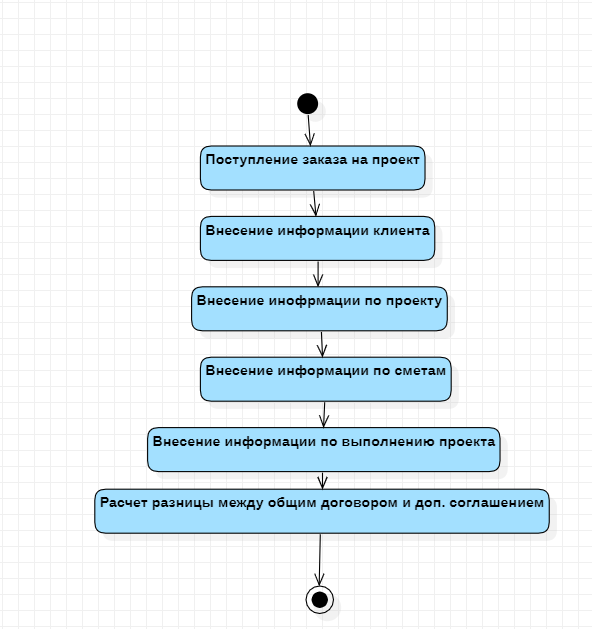 Поступление заказа на проект
Внесение информации клиента
Внесение инофрмации по проекту
Внесение информации по сметам
Внесение информации по выполнению проекта
Расчет разницы между общим договором и доп. соглашением